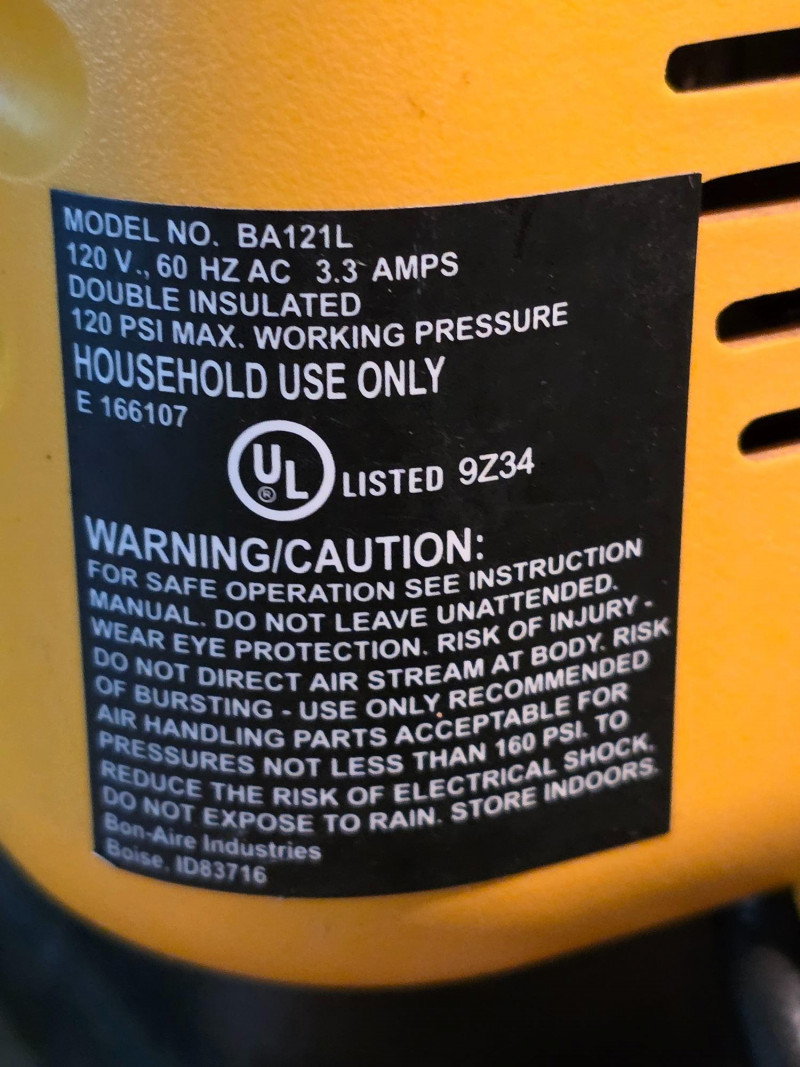 MODEL NO. BA121L
120 V., 60 HZ AC 3.3 AMPS
DOUBLE INSULATED
120 PSI MAX. WORKING PRESSURE
HOUSEHOLD USE ONLY
E 166107
UL® LISTED 9Z34
WARNING/CAUTION:
FOR SAFE OPERATION SEE INSTRUCTION
MANUAL. DO NOT LEAVE UNATTENDED.
WEAR EYE PROTECTION. RISK OF INJURY -
DO NOT DIRECT AIR STREAM AT BODY. RISK
OF BURSTING - USE ONLY RECOMMENDED
AIR HANDLING PARTS ACCEPTABLE FOR
PRESSURES NOT LESS THAN 160 PSI. TO
REDUCE THE RISK OF ELECTRICAL SHOCK,
DO NOT EXPOSE TO RAIN. STORE INDOORS.
Bon-Aire Industries
Boise, ID83716